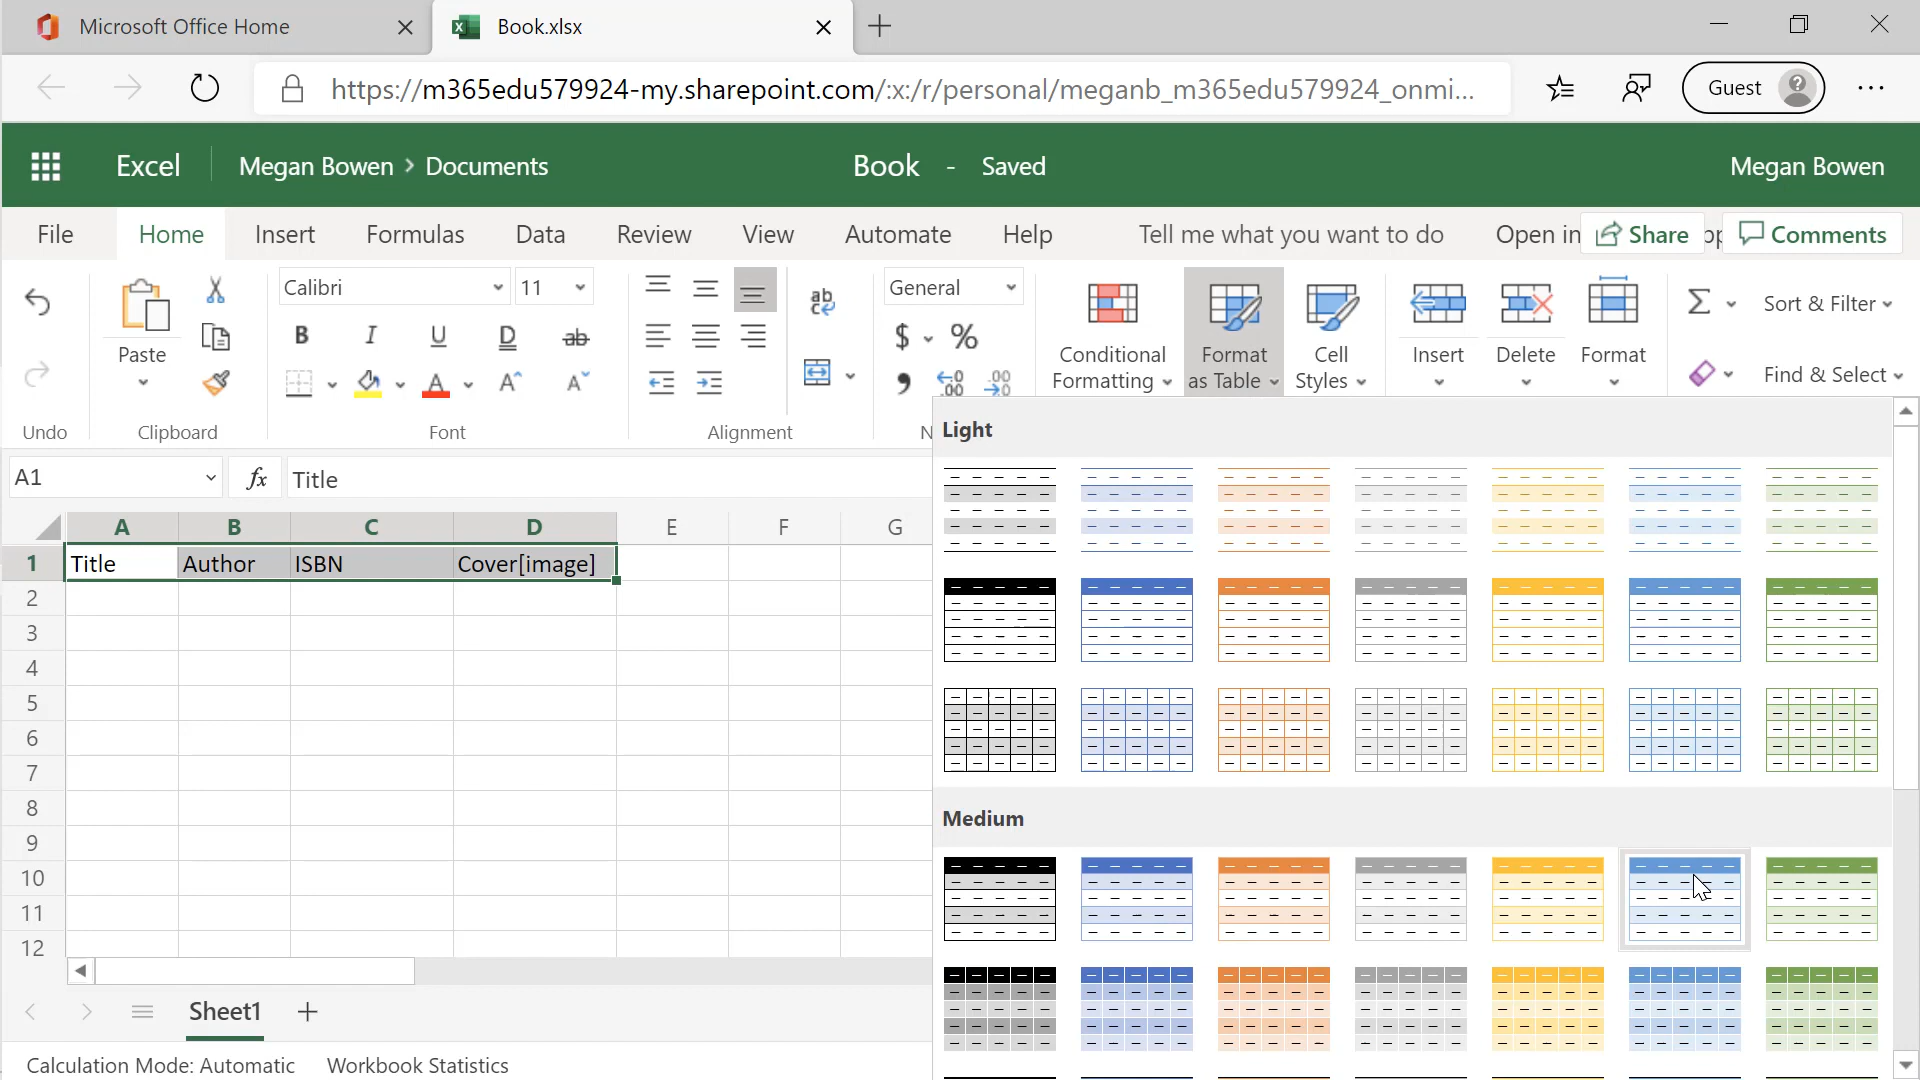 Microsoft Office Home
Book.xlsx
https://m365edu579924-my.sharepoint.com/:x:/r/personal/meganb_m365edu579924_onmi...
Guest
Excel
Megan Bowen > Documents
Book - Saved
Megan Bowen
File
Home
Insert
Formulas
Data
Review
View
Automate
Help
Tell me what you want to do
Open in
Share
Comments
Paste
Undo
Clipboard
Calibri
11
B I U D ab
A A A
Font
ab
Alignment
General
$ %
Conditional
Formatting
Format
as Table
Cell
Styles
Insert
Delete
Format
Σ
Sort & Filter
Find & Select
A1
fx
Title
A B C D E F G
1 Title Author ISBN Cover[image]
2
3
4
5
6
7
8
9
10
11
12
Light
Medium
Sheet1
Calculation Mode: Automatic
Workbook Statistics